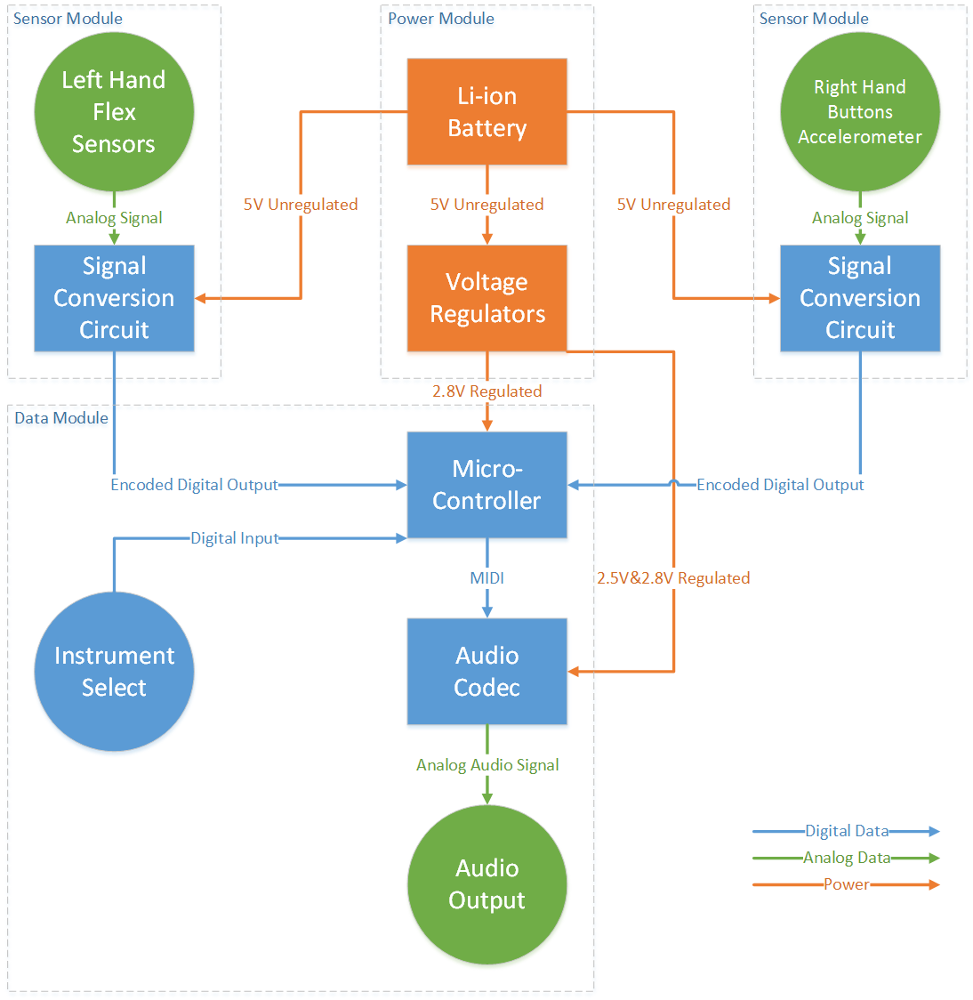 Sensor Module
Power Module
Sensor Module
Left Hand
Flex
Sensors
Li-ion
Battery
Right Hand
Buttons
Accelerometer
Analog Signal
5V Unregulated
5V Unregulated
5V Unregulated
Analog Signal
Signal
Conversion
Circuit
Voltage
Regulators
Signal
Conversion
Circuit
2.8V Regulated
Data Module
Micro-
Controller
Encoded Digital Output
Encoded Digital Output
Digital Input
MIDI
2.5V&2.8V Regulated
Instrument
Select
Audio
Codec
Analog Audio Signal
Audio
Output
Digital Data
Analog Data
Power